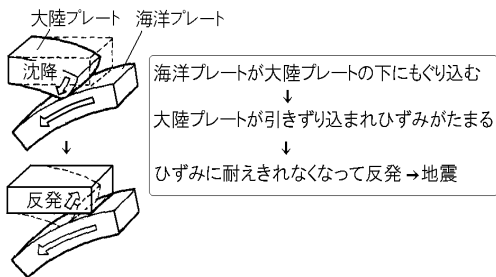 大陸プレート
海洋プレート
沈降
反発
海洋プレートが大陸プレートの下にもぐり込む
↓
大陸プレートが引きずり込まれひずみがたまる
↓
ひずみに耐えきれなくなって反発→地震